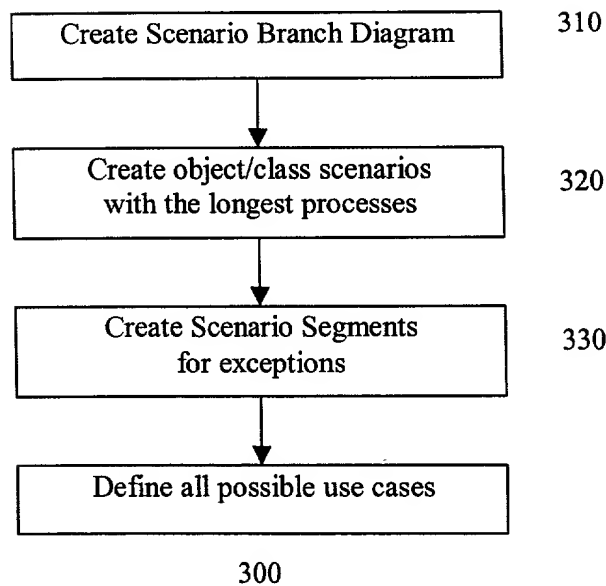 Create Scenario Branch Diagram
310
Create object/class scenarios
with the longest processes
320
Create Scenario Segments
for exceptions
330
Define all possible use cases
300